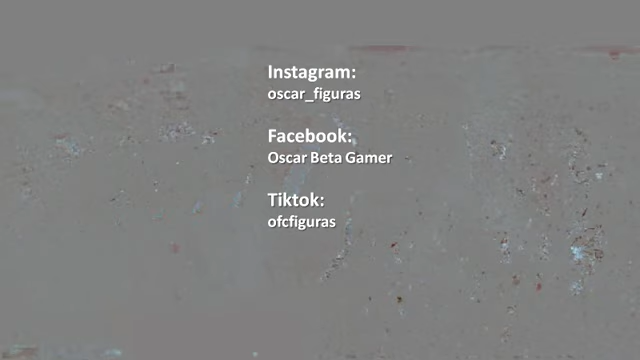 Instagram:
oscar_figuras
Facebook:
Oscar Beta Gamer
Tiktok:
ofcfiguras